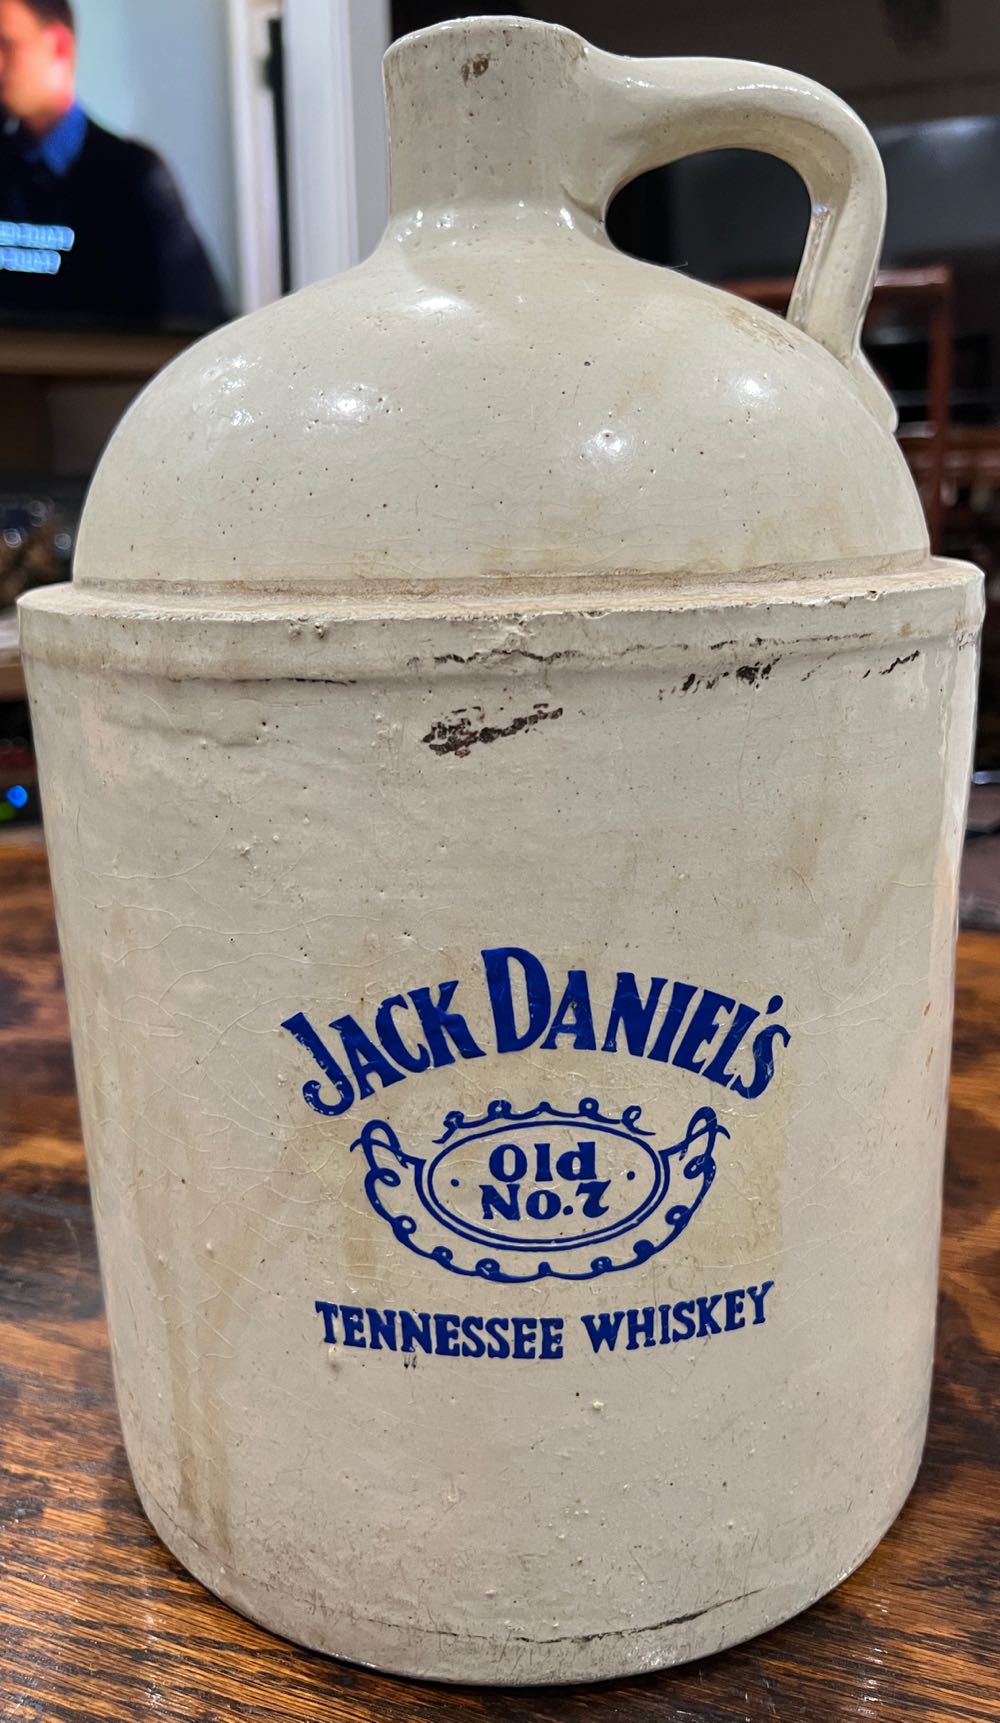 JACK DANIEL'S
Old
No.7
TENNESSEE WHISKEY